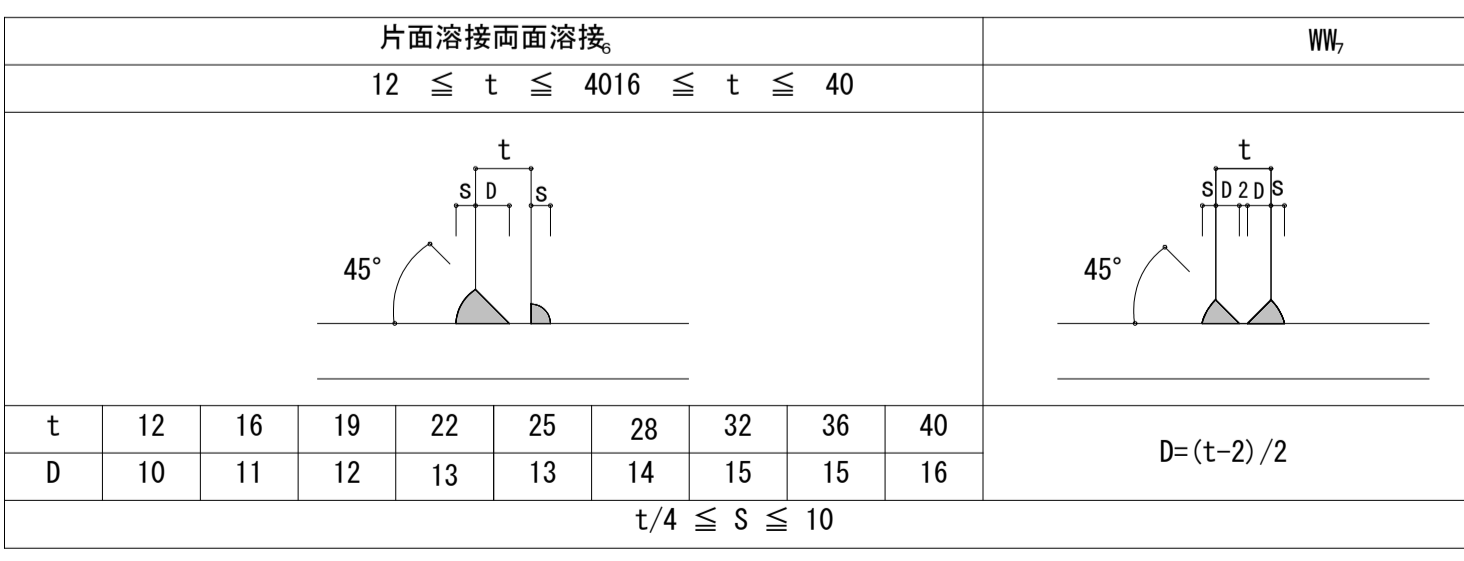 片面溶接両面溶接6 WW7
12 ≦ t ≦ 4016 ≦ t ≦ 40
t t
S D S S D 2 D S
45° 45°
t 12 16 19 22 25 28 32 36 40
D 10 11 12 13 13 14 15 15 16
D=(t-2)/2
t/4 ≦ S ≦ 10